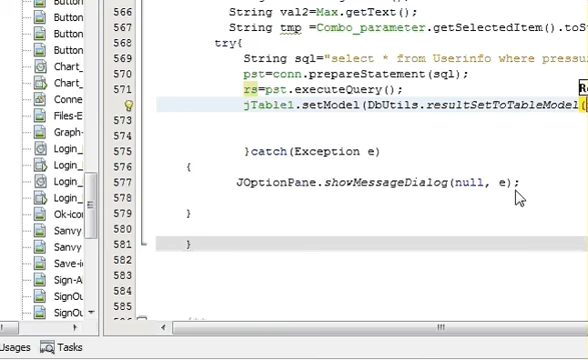 Button
Button
Button
Button
Chart_
Chart_
Conne
Files-E
Graph-
Login_
Login_
Login_
Login_
Ok-icor
Sanvy
Sanvy
Save-i
Sign-Al
SignOu
SignOu
566 String val2=Max.getText();
567 String tmp =Combo_parameter.getSelectedItem().toSt
568 try{
569 String sql="select * from Userinfo where pressu
570 pst=conn.prepareStatement(sql);
571 rs=pst.executeQuery();
jTable1.setModel(DbUtils.resultSetToTableModel(
573
574
575 }catch(Exception e)
576 {
577 JOptionPane.showMessageDialog(null, e);
578
579 }
580
581 }
582
583
584
585
Usages
Tasks